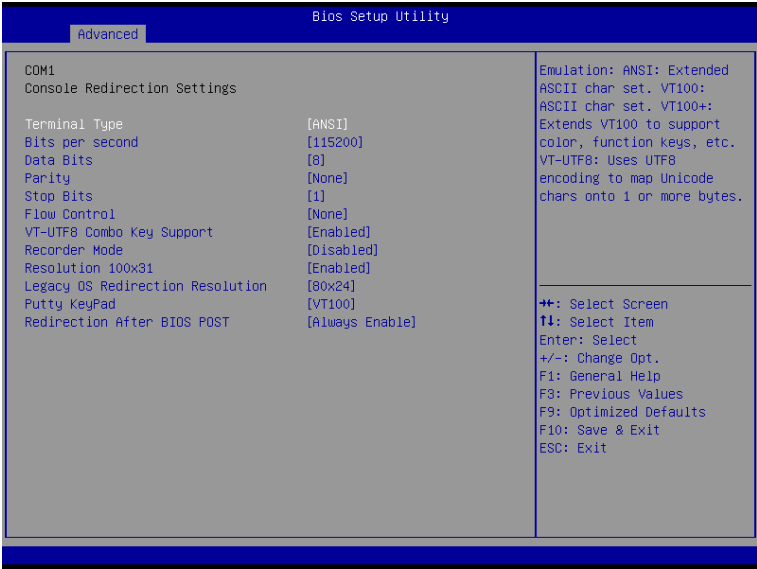 Bios Setup Utility
Advanced
COM1
Console Redirection Settings
Terminal Type [ANSI]
Bits per second [115200]
Data Bits [8]
Parity [None]
Stop Bits [1]
Flow Control [None]
VT-UTF8 Combo Key Support [Enabled]
Recorder Mode [Disabled]
Resolution 100x31 [Enabled]
Legacy OS Redirection Resolution [80x24]
Putty KeyPad [VT100]
Redirection After BIOS POST [Always Enable]
Emulation: ANSI: Extended
ASCII char set. VT100:
ASCII char set. VT100+:
Extends VT100 to support
color, function keys, etc.
VT-UTF8: Uses UTF8
encoding to map Unicode
chars onto 1 or more bytes.
→←: Select Screen
↑↓: Select Item
Enter: Select
+/-: Change Opt.
F1: General Help
F3: Previous Values
F9: Optimized Defaults
F10: Save & Exit
ESC: Exit